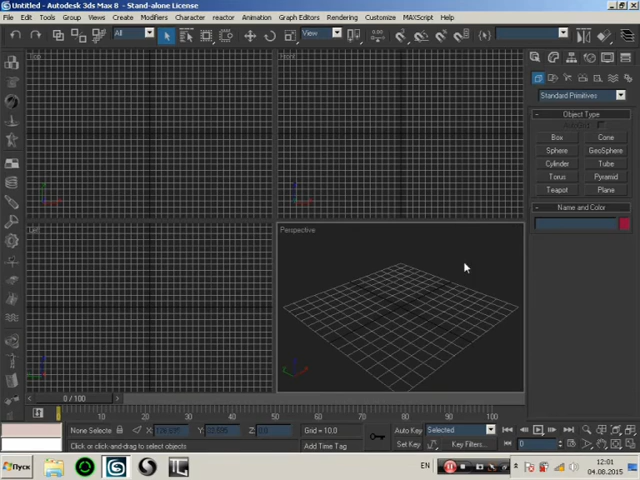 Untitled - Autodesk 3ds Max 8 - Stand-alone License
File Edit Tools Group Views Create Modifiers Character reactor Animation Graph Editors Rendering Customize MAXScript Help
All
View
Top
Front
Standard Primitives
Object Type
AutoGrid
Box Cone
Sphere GeoSphere
Cylinder Tube
Torus Pyramid
Teapot Plane
Name and Color
Left
Perspective
0 / 100
0 10 20 30 40 50 60 70 80 90 100
None Selecte
Grid = 10.0
Auto Key
Selected
Click or click-and-drag to select objects
Add Time Tag
Set Key
Key Filters...
0
Пуск
EN
12:01
04.08.2015